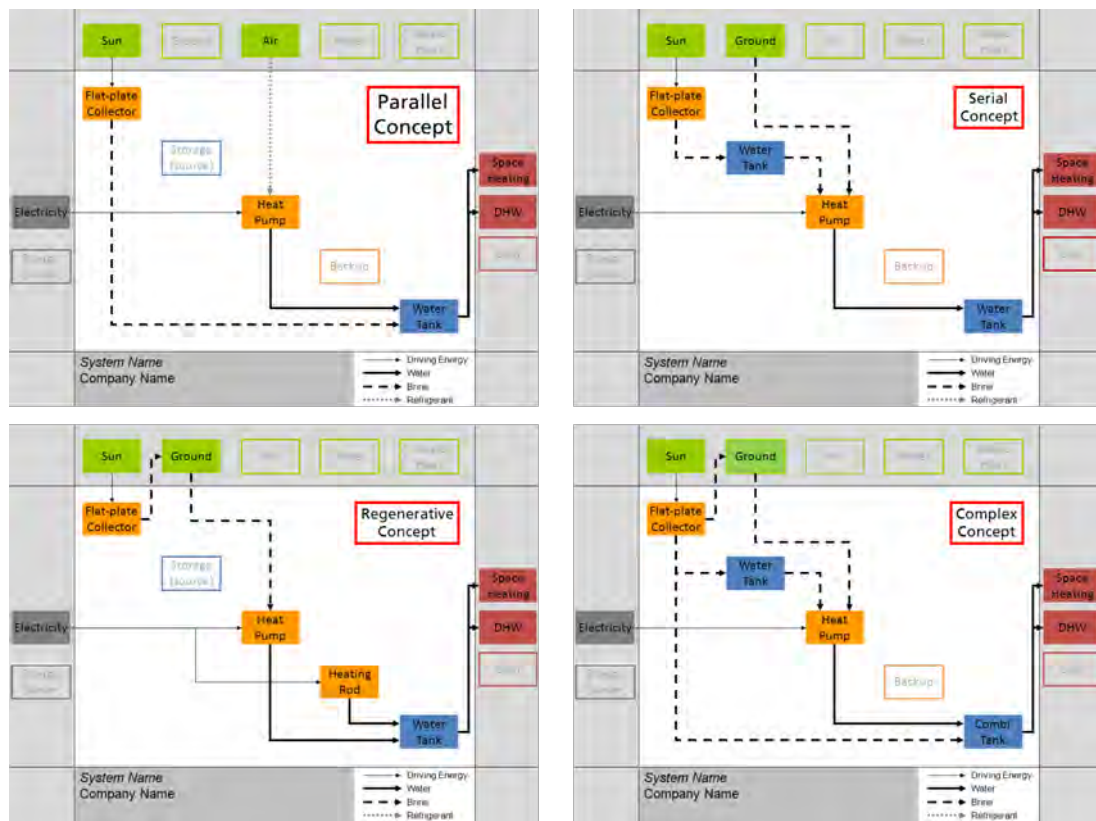 Sun
Air
Flat-plate
Collector
Parallel
Concept
Storage
(source)
Space
Heating
Electricity
Heat
Pump
DHW
Backup
Water
Tank
System Name
Company Name
Driving Energy
Water
Brine
Refrigerant
Sun
Ground
Flat-plate
Collector
Serial
Concept
Water
Tank
Space
Heating
Electricity
Heat
Pump
DHW
Backup
Water
Tank
System Name
Company Name
Driving Energy
Water
Brine
Refrigerant
Sun
Ground
Flat-plate
Collector
Regenerative
Concept
Storage
(source)
Space
Heating
Electricity
Heat
Pump
DHW
Heating
Rod
Water
Tank
System Name
Company Name
Driving Energy
Water
Brine
Refrigerant
Sun
Ground
Flat-plate
Collector
Complex
Concept
Water
Tank
Space
Heating
Electricity
Heat
Pump
DHW
Backup
Combi
Tank
System Name
Company Name
Driving Energy
Water
Brine
Refrigerant